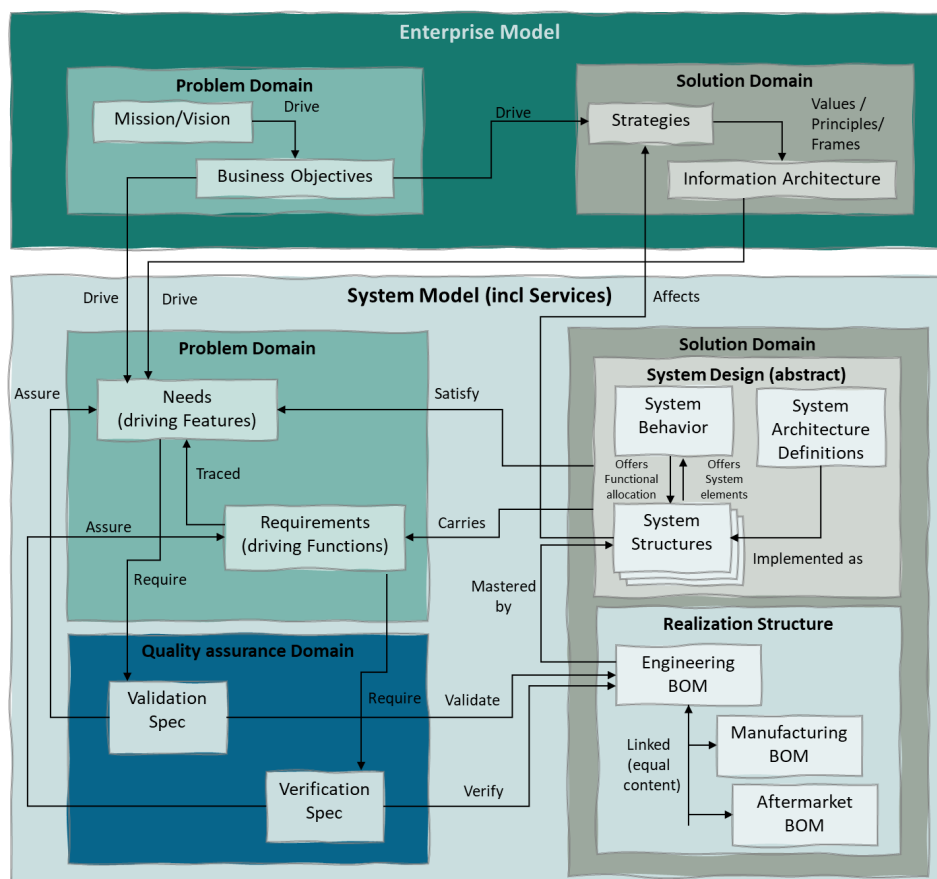 Enterprise Model
Problem Domain
Mission/Vision
Drive
Business Objectives
Drive
Solution Domain
Strategies
Values /
Principles/
Frames
Information Architecture
System Model (incl Services)
Drive
Drive
Affects
Problem Domain
Assure
Needs
(driving Features)
Satisfy
Traced
Assure
Requirements
(driving Functions)
Carries
Require
Solution Domain
System Design (abstract)
System
Behavior
System
Architecture
Definitions
Offers
Functional
allocation
Offers
System
elements
System
Structures
Implemented as
Mastered
by
Quality assurance Domain
Validation
Spec
Require
Validate
Verification
Spec
Verify
Realization Structure
Engineering
BOM
Linked
(equal
content)
Manufacturing
BOM
Aftermarket
BOM